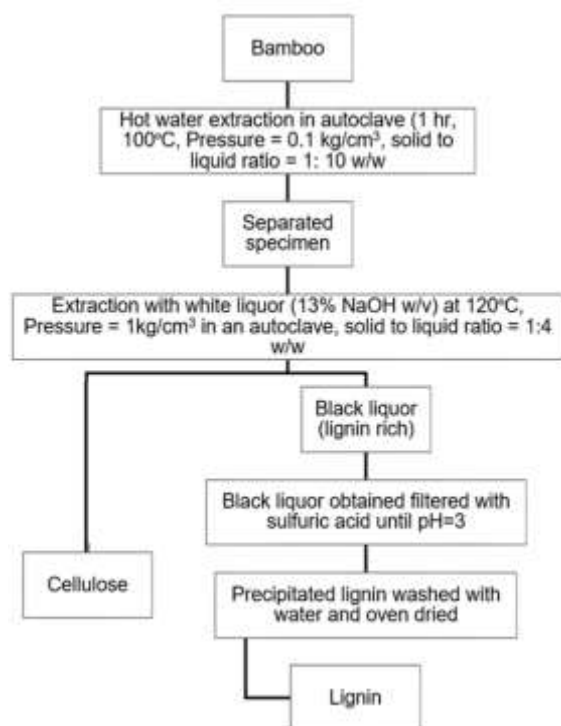 Bamboo
Hot water extraction in autoclave (1 hr,
100°C, Pressure = 0.1 kg/cm³, solid to
liquid ratio = 1: 10 w/w
Separated
specimen
Extraction with white liquor (13% NaOH w/v) at 120°C,
Pressure = 1kg/cm³ in an autoclave, solid to liquid ratio = 1:4
w/w
Black liquor
(lignin rich)
Black liquor obtained filtered with
sulfuric acid until pH=3
Cellulose
Precipitated lignin washed with
water and oven dried
Lignin